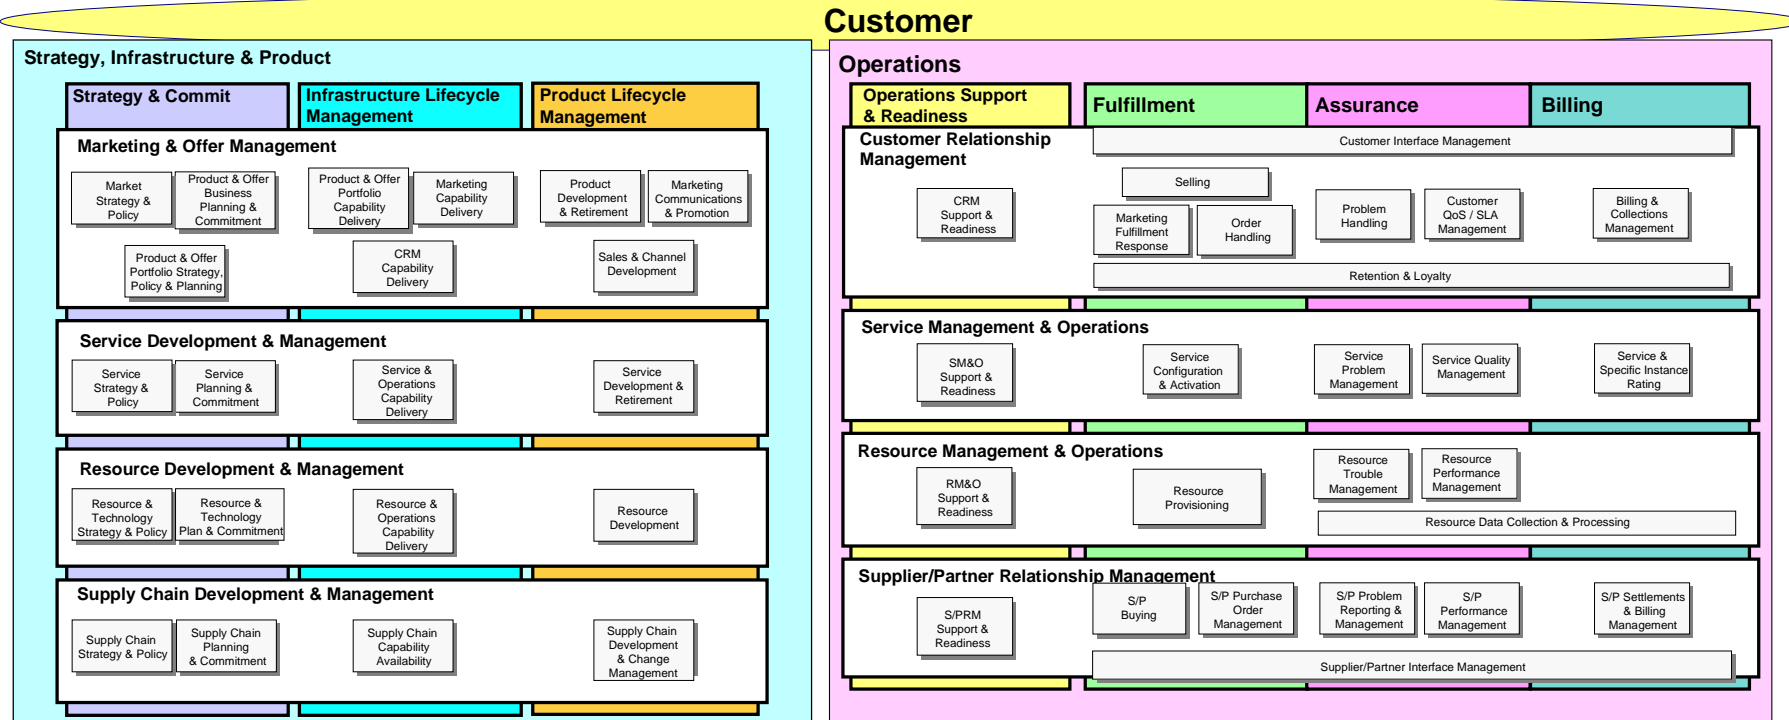 Customer
Strategy, Infrastructure & Product
Strategy & Commit
Infrastructure Lifecycle
Management
Product Lifecycle
Management
Marketing & Offer Management
Market
Strategy &
Policy
Product & Offer
Business
Planning &
Commitment
Product & Offer
Portfolio
Capability
Delivery
Marketing
Capability
Delivery
Product
Development
& Retirement
Marketing
Communications
& Promotion
Product & Offer
Portfolio Strategy,
Policy & Planning
CRM
Capability
Delivery
Sales & Channel
Development
Service Development & Management
Service
Strategy &
Policy
Service
Planning &
Commitment
Service &
Operations
Capability
Delivery
Service
Development &
Retirement
Resource Development & Management
Resource &
Technology
Strategy & Policy
Resource &
Technology
Plan & Commitment
Resource &
Operations
Capability
Delivery
Resource
Development
Supply Chain Development & Management
Supply Chain
Strategy & Policy
Supply Chain
Planning
& Commitment
Supply Chain
Capability
Availability
Supply Chain
Development
& Change
Management
Operations
Operations Support
& Readiness
Fulfillment
Assurance
Billing
Customer Relationship
Management
Customer Interface Management
CRM
Support &
Readiness
Selling
Marketing
Fulfillment
Response
Order
Handling
Problem
Handling
Customer
QoS / SLA
Management
Billing &
Collections
Management
Retention & Loyalty
Service Management & Operations
SM&O
Support &
Readiness
Service
Configuration
& Activation
Service
Problem
Management
Service Quality
Management
Service &
Specific Instance
Rating
Resource Management & Operations
RM&O
Support &
Readiness
Resource
Provisioning
Resource
Trouble
Management
Resource
Performance
Management
Resource Data Collection & Processing
Supplier/Partner Relationship Management
S/PRM
Support &
Readiness
S/P
Buying
S/P Purchase
Order
Management
S/P Problem
Reporting &
Management
S/P
Performance
Management
S/P Settlements
& Billing
Management
Supplier/Partner Interface Management